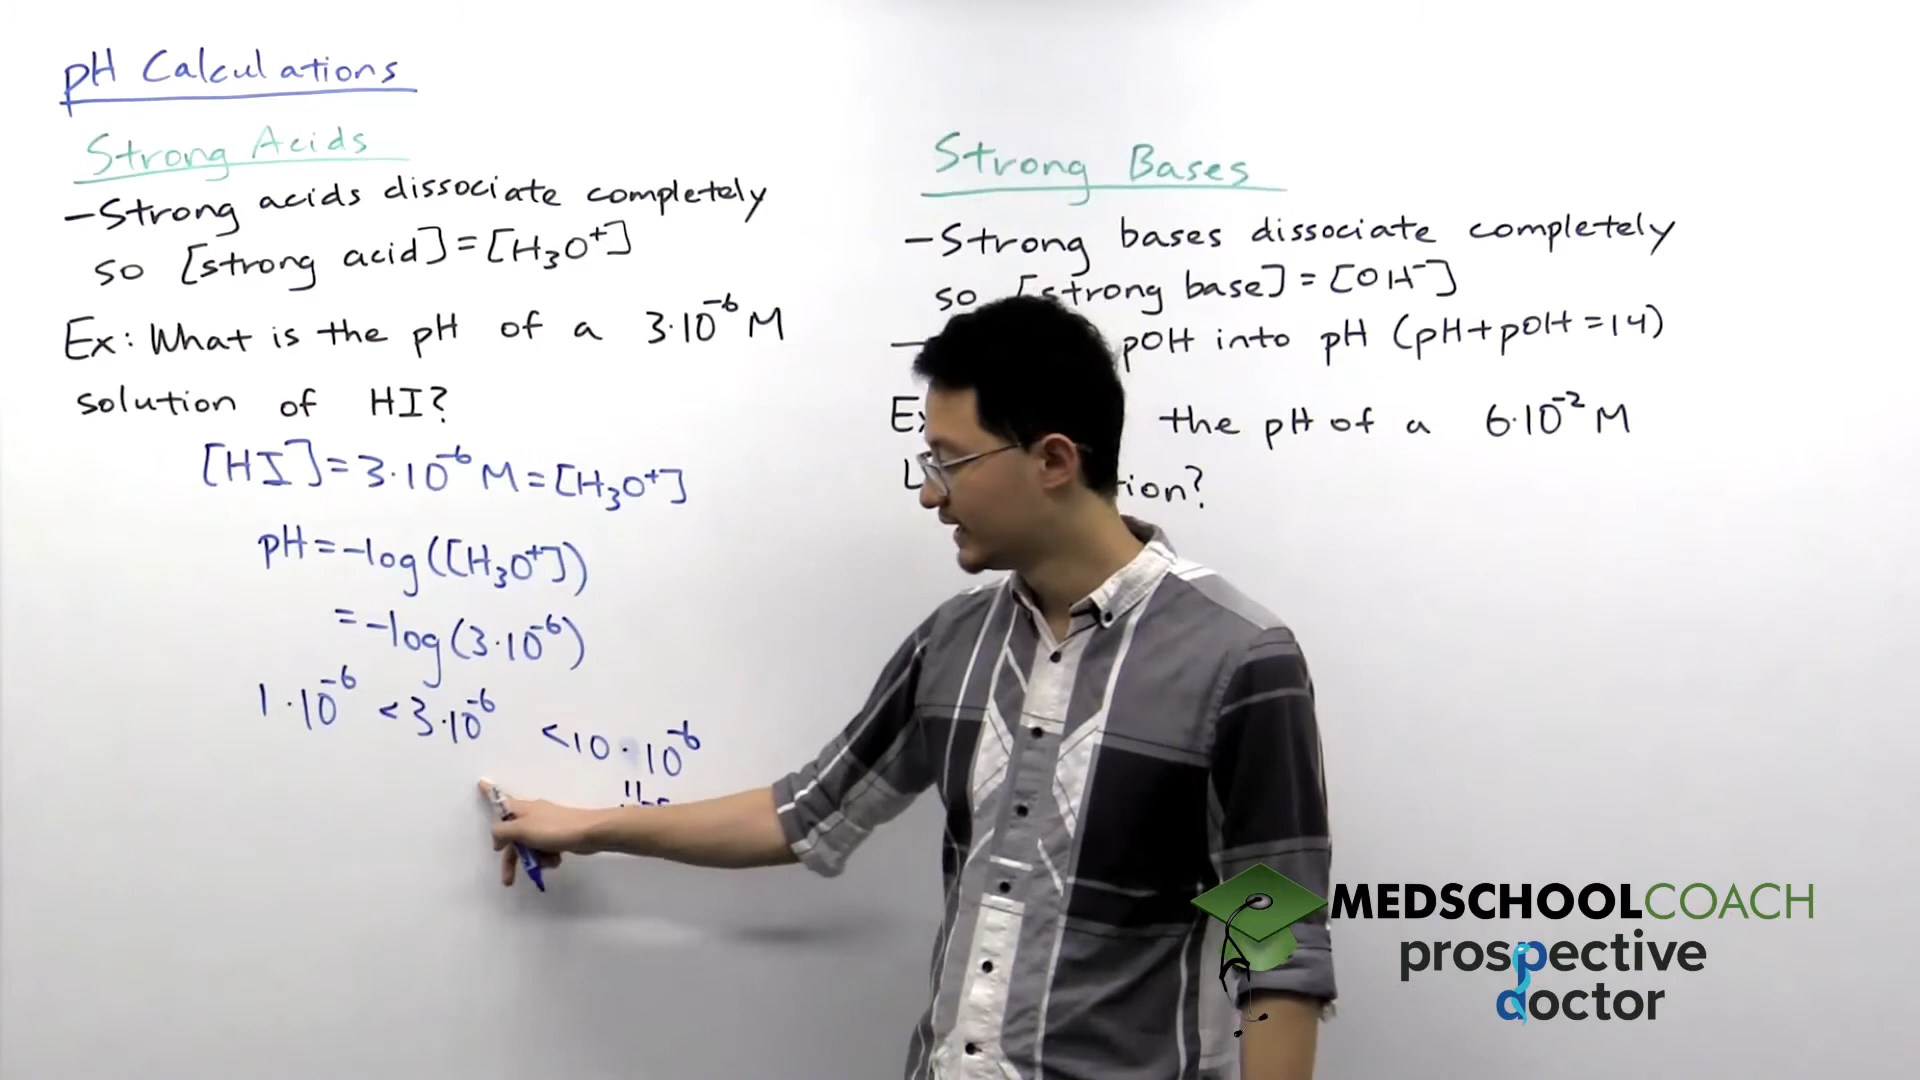 pH Calculations
Strong Acids
-Strong acids dissociate completely
so [strong acid]=[H₃O⁺]
Ex: What is the pH of a 3·10⁻⁶ M
solution of HI?
[HI]=3·10⁻⁶ M=[H₃O⁺]
pH=-log([H₃O⁺])
=-log(3·10⁻⁶)
1·10⁻⁶ <3·10⁻⁶ <10·10⁻⁶
Strong Bases
-Strong bases dissociate completely
so [strong base]=[OH⁻]
- pOH into pH (pH+pOH=14)
the pH of a 6·10⁻² M
MEDSCHOOLCOACH
prospective
doctor